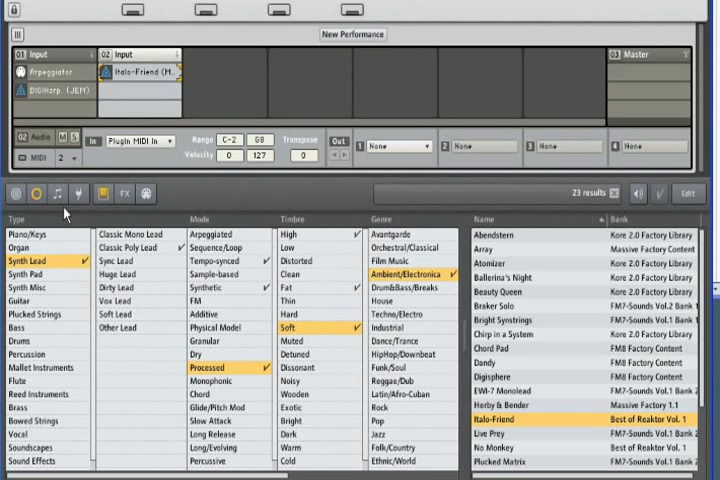 New Performance
01 Input
02 Input
03 Master
Arpeggiator
Italo-Friend (M.
DIGIHarp (JEM)
02 Audio M S In PlugIn MIDI In Range C-2 G8 Transpose Out 1 None 2 None 3 None 4 None
MIDI 2 Velocity 0 127 0
FX 23 results Edit
Type Mode Timbre Genre Name Bank
Piano/Keys Classic Mono Lead Arpeggiated High Avantgarde Abendstern Kore 2.0 Factory Library
Organ Classic Poly Lead Sequence/Loop Low Orchestral/Classical Array Massive Factory Content
Synth Lead Sync Lead Tempo-synced Distorted Film Music Atomizer Kore 2.0 Factory Library
Synth Pad Huge Lead Sample-based Clean Ambient/Electronica Ballerina's Night Kore 2.0 Factory Library
Synth Misc Dirty Lead Synthetic Fat Drum&Bass/Breaks Beauty Queen Kore 2.0 Factory Library
Guitar Vox Lead FM Thin House Braker Solo FM7-Sounds Vol.2 Bank
Plucked Strings Soft Lead Additive Hard Techno/Electro Bright Synstrings FM7-Sounds Vol.1 Bank
Bass Other Lead Physical Model Soft Industrial Chirp in a System Kore 2.0 Factory Library
Drums Granular Muted Dance/Trance Chord Pad FM8 Factory Content
Percussion Dry Detuned HipHop/Downbeat Dandy FM8 Factory Content
Mallet Instruments Processed Dissonant Funk/Soul Digisphere FM8 Factory Content
Flute Monophonic Noisy Reggae/Dub EWI-7 Monolead FM7-Sounds Vol.1 Bank 2
Reed Instruments Chord Wooden Latin/Afro-Cuban Herby & Bender Massive Factory 1.1
Brass Glide/Pitch Mod Exotic Rock Italo-Friend Best of Reaktor Vol. 1
Bowed Strings Slow Attack Bright Pop Live Prey FM7-Sounds Vol.1 Bank 2
Vocal Long Release Dark Jazz No Monkey Best of Reaktor Vol. 1
Soundscapes Long/Evolving Warm Folk/Country Plucked Matrix FM7-Sounds Vol.1 Bank 2
Sound Effects Percussive Cold Ethnic/World